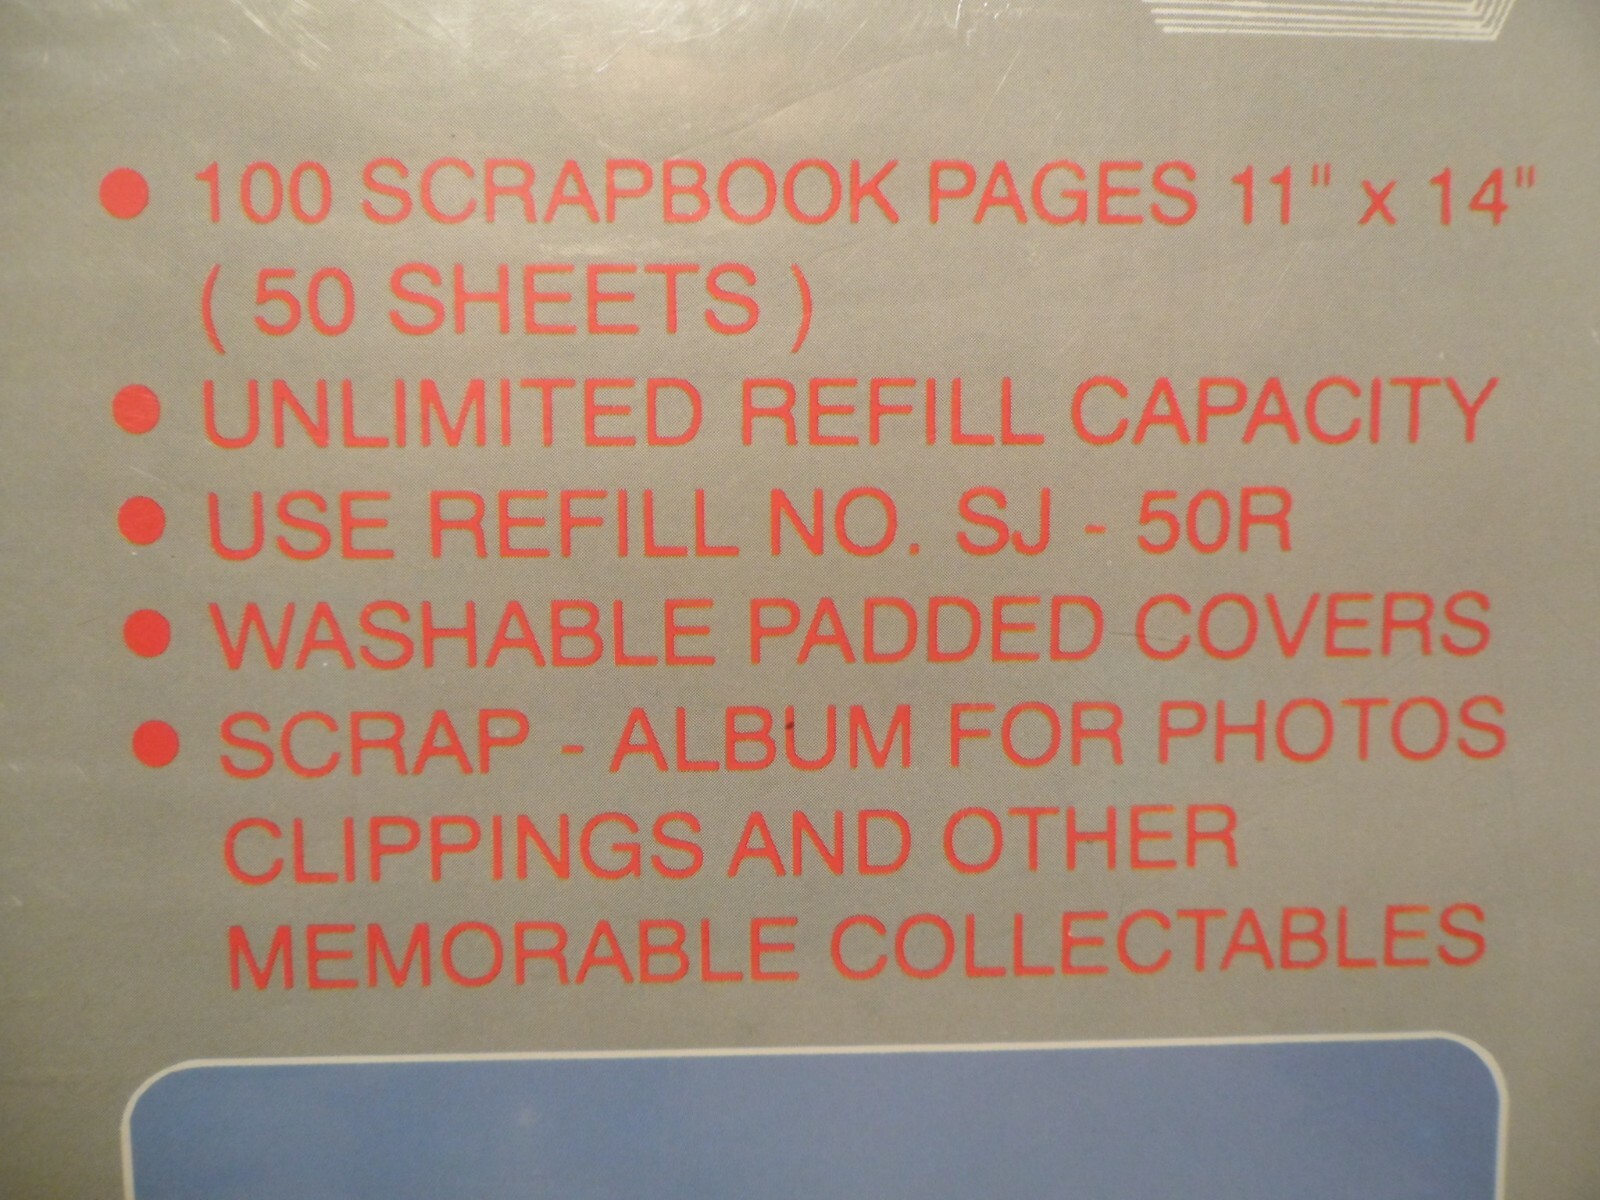 ● 100 SCRAPBOOK PAGES 11" x 14"
( 50 SHEETS )
● UNLIMITED REFILL CAPACITY
● USE REFILL NO. SJ - 50R
● WASHABLE PADDED COVERS
● SCRAP - ALBUM FOR PHOTOS
CLIPPINGS AND OTHER
MEMORABLE COLLECTABLES